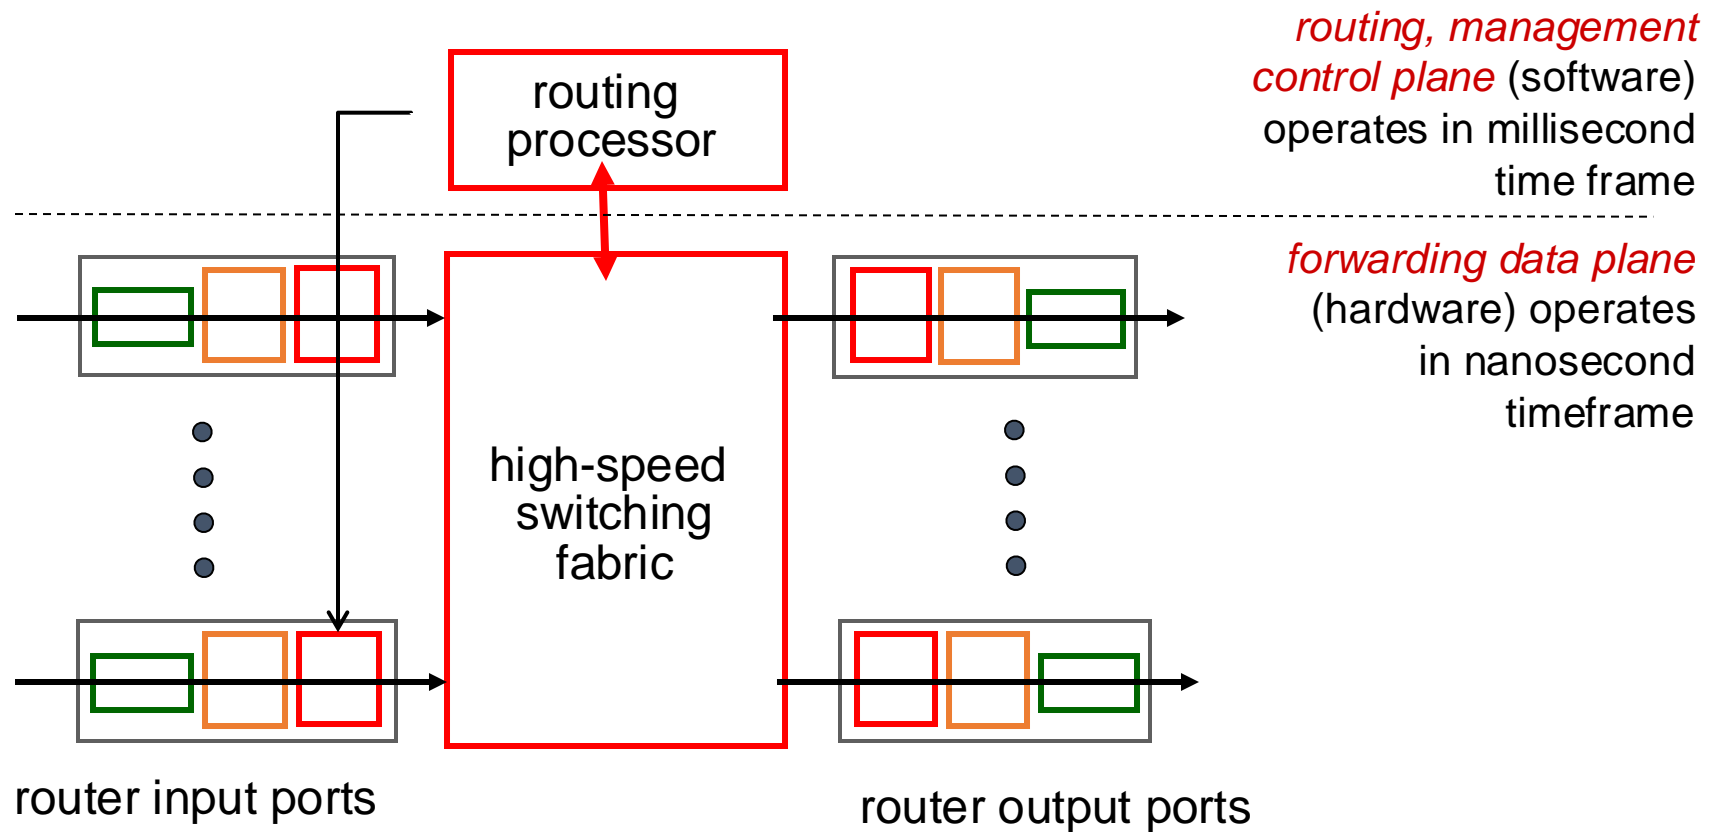 routing, management
control plane (software)
operates in millisecond
time frame
routing
processor
forwarding data plane
(hardware) operates
in nanosecond
timeframe
high-speed
switching
fabric
router input ports
router output ports